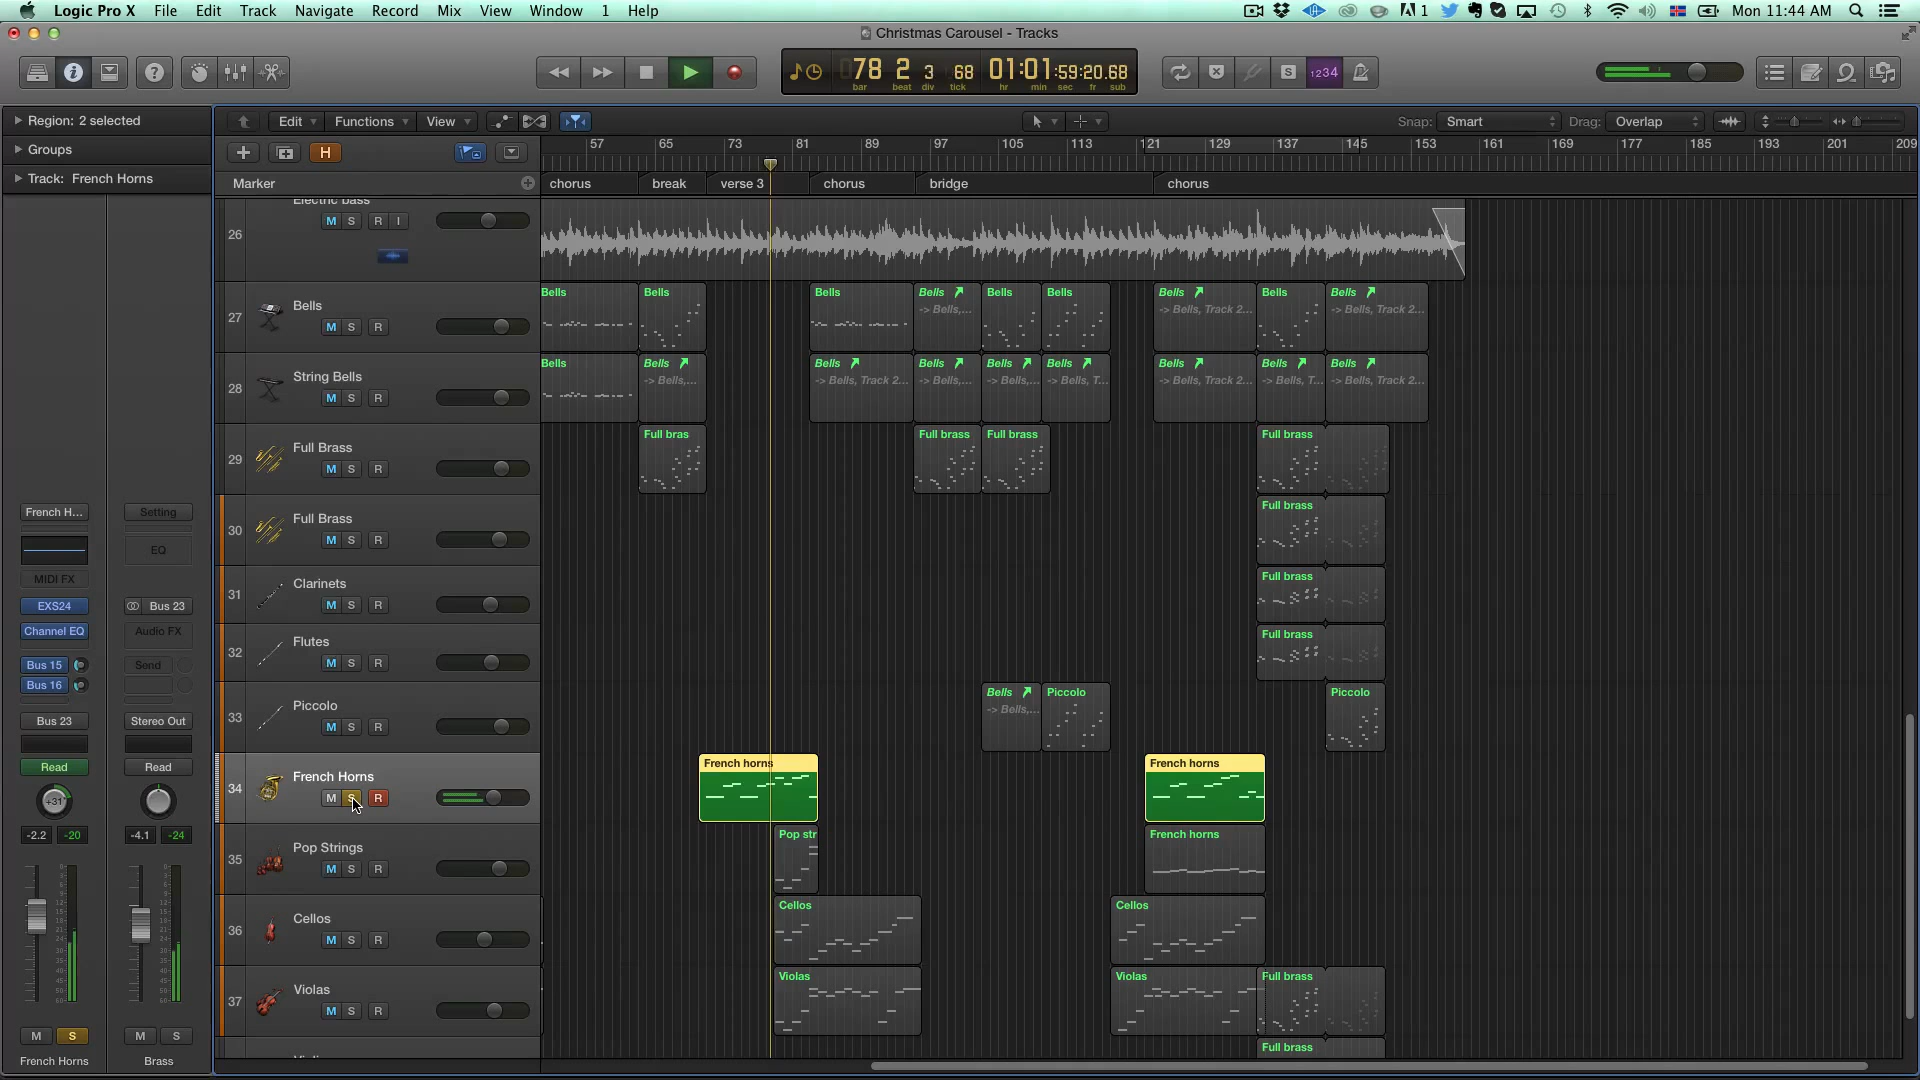 Logic Pro X File Edit Track Navigate Record Mix View Window 1 Help
1 Mon 11:44 AM
Christmas Carousel - Tracks
78 2 3 68 01:01:59:20.68
bar beat div tick hr min sec fr sub
S 1234
Region: 2 selected
Edit Functions View
Snap: Smart Drag: Overlap
Groups
H
57 65 73 81 89 97 105 113 121 129 137 145 153 161 169 177 185 193 201 209
Track: French Horns
Marker
chorus break verse 3 chorus bridge chorus
Electric bass
26 M S R I
27 Bells
M S R
Bells Bells Bells Bells Bells Bells Bells Bells Bells
-> Bells,... -> Bells, Track 2... -> Bells, Track 2...
28 String Bells
M S R
Bells Bells Bells Bells Bells Bells Bells Bells Bells
-> Bells,... -> Bells, Track 2... -> Bells,... -> Bells,... -> Bells, T... -> Bells, Track 2... -> Bells, T... -> Bells, Track 2...
29 Full Brass
M S R
Full bras Full brass Full brass Full brass
30 Full Brass
M S R
Full brass
31 Clarinets
M S R
Full brass
32 Flutes
M S R
Full brass
33 Piccolo
M S R
Bells Piccolo Piccolo
-> Bells,...
34 French Horns
M S R
French horns French horns
35 Pop Strings
M S R
Pop str French horns
36 Cellos
M S R
Cellos Cellos
37 Violas
M S R
Violas Violas Full brass
Full brass
French H... Setting
EQ
MIDI FX
EXS24 Bus 23
Channel EQ Audio FX
Bus 15 Send
Bus 16
Bus 23 Stereo Out
Read Read
+31
-2.2 -20 -4.1 -24
M S M S
French Horns Brass